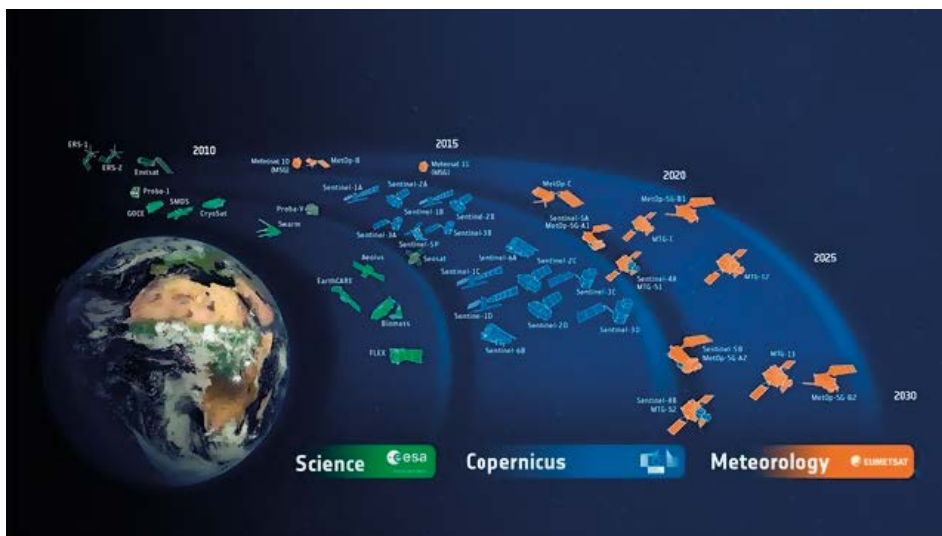 ERS-1
ERS-2
Envisat
2010
Meteosat 10
(MSG)
MetOp-B
2015
Meteosat 11
(MSG)
2020
Proba-1
GOCE
SMOS
CryoSat
Swarm
Proba-V
Sentinel-1A
Sentinel-2A
Sentinel-1B
Sentinel-2B
Sentinel-3A
Sentinel-3B
Sentinel-5P
Seosat
MetOp-C
Sentinel-5A
MetOp-SG-A1
MetOp-SG-B1
MTG-I
2025
Aeolus
EarthCARE
Biomass
FLEX
Sentinel-6A
Sentinel-1C
Sentinel-2C
Sentinel-3C
Sentinel-4A
MTG-S1
MTG-I2
Sentine-1D
Sentinel-2D
Sentinel-3D
Sentinel-6B
Sentinel 5B
MetOp-SG-A2
MTG-I3
MetOp-SG-B2
MTG-S2
2030
Science
esa
Copernicus
Meteorology
EUMETSAT